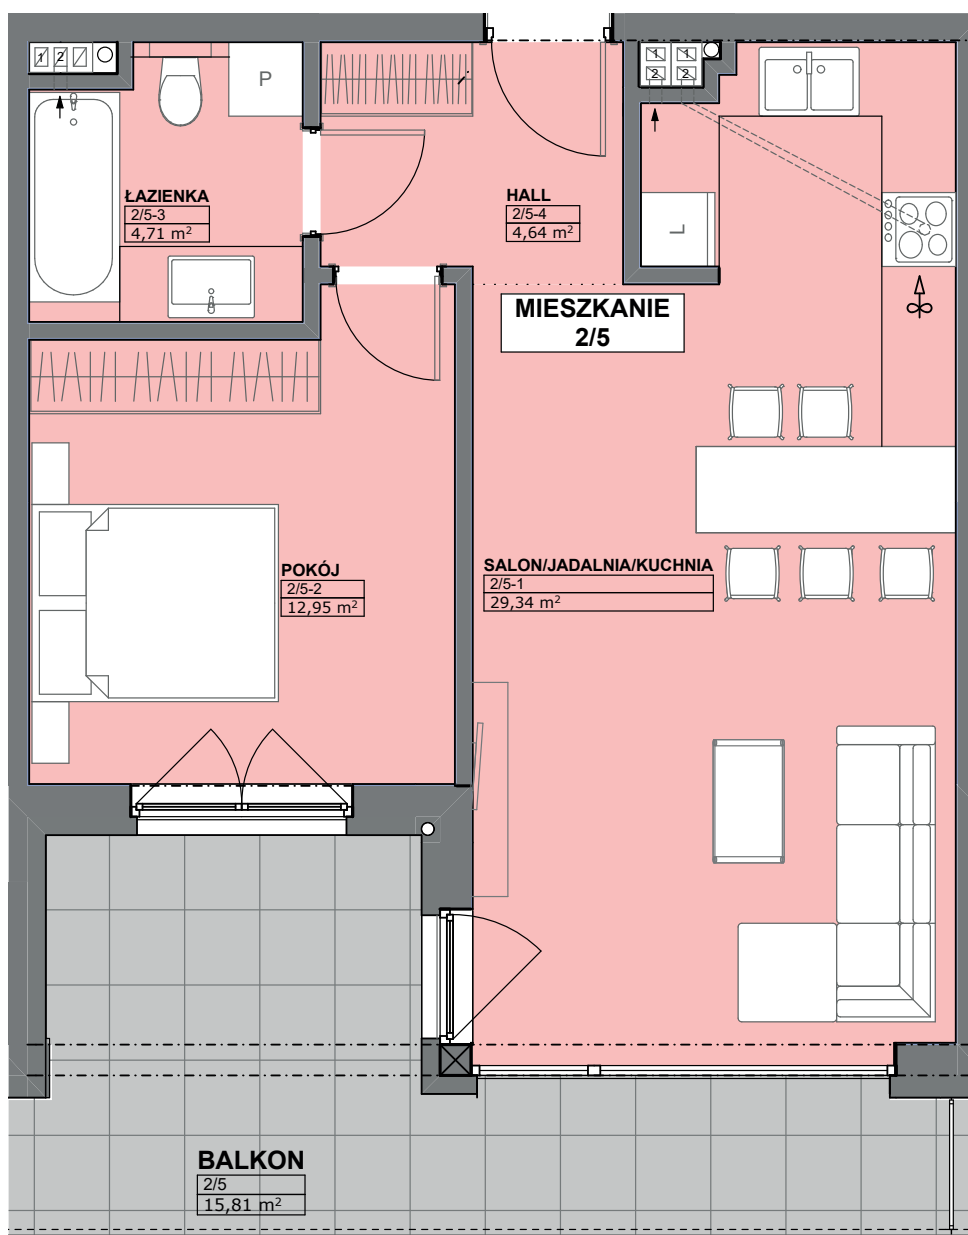 1 2
1 1
2 2
P
ŁAZIENKA
2/5-3
4,71 m²
HALL
2/5-4
4,64 m²
L
MIESZKANIE
2/5
POKÓJ
2/5-2
12,95 m²
SALON/JADALNIA/KUCHNIA
2/5-1
29,34 m²
BALKON
2/5
15,81 m²